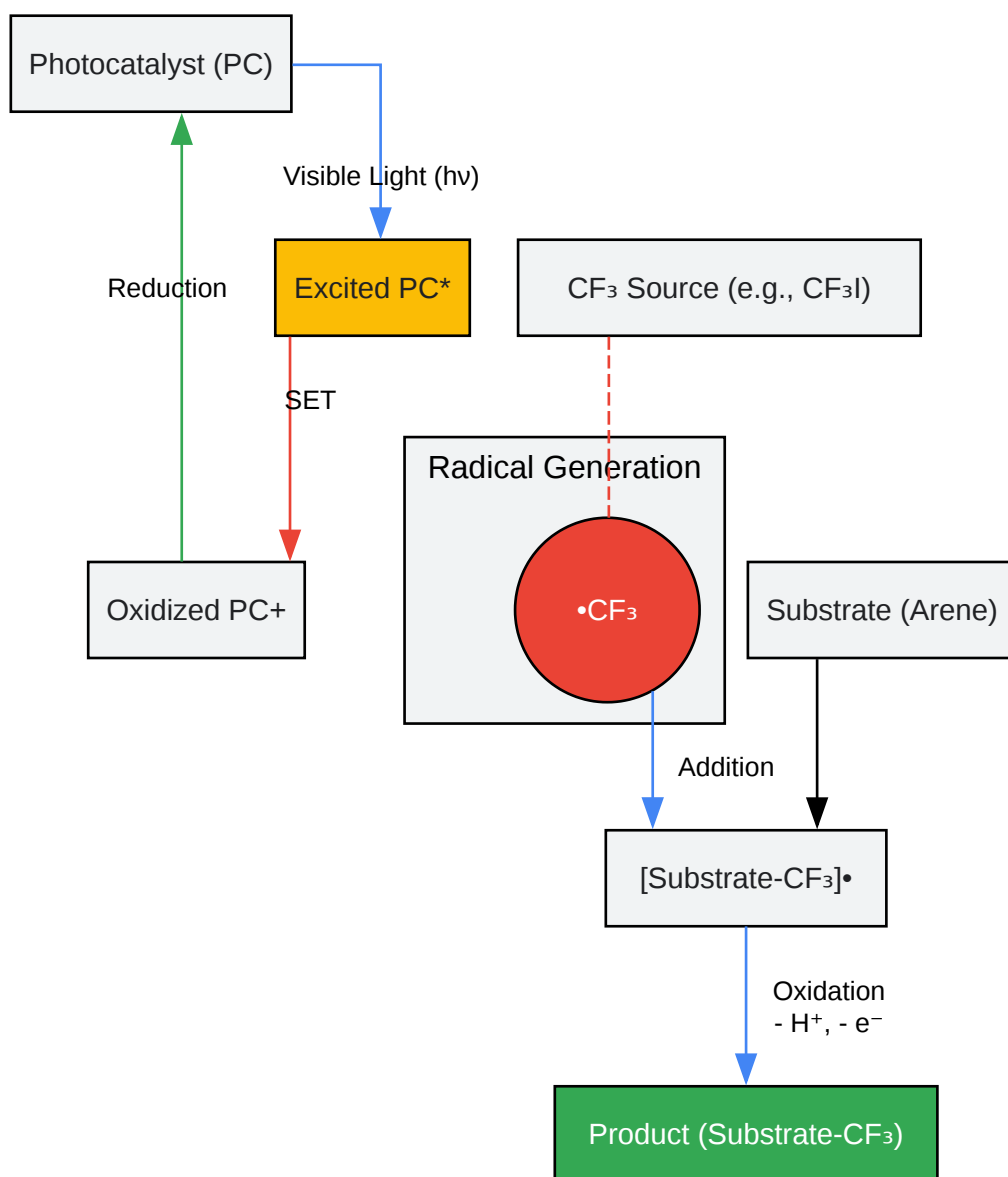 Photocatalyst (PC)
Visible Light (hν)
Reduction
Excited PC*
CF₃ Source (e.g., CF₃I)
SET
Radical Generation
Oxidized PC+
•CF₃
Substrate (Arene)
Addition
[Substrate-CF₃]•
Oxidation
- H⁺, - e⁻
Product (Substrate-CF₃)